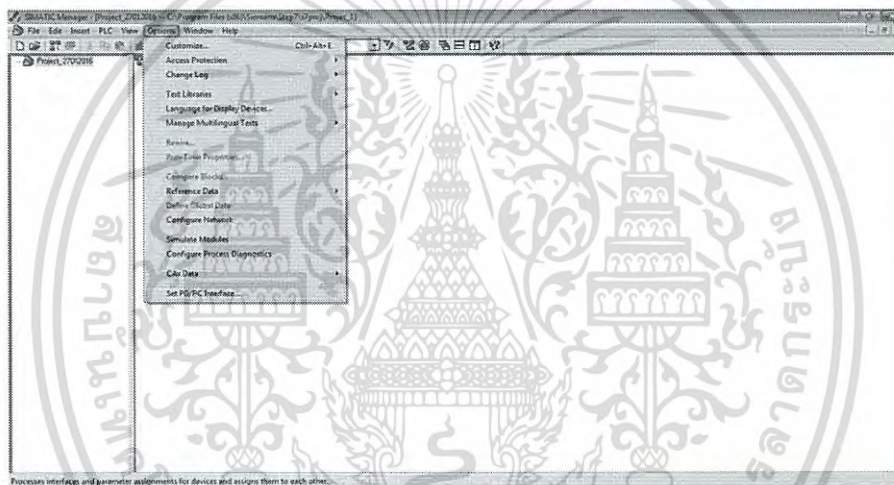 SIMATIC Manager - [Project_27012016 -- C:\Program Files (x86)\Siemens\Step7\s7proj\Project_1]
File Edit Insert PLC View Options Window Help
Project_27012016
Customize... Ctrl+Alt+E
Access Protection
Change Log
Text Libraries
Language for Display Devices...
Manage Multilingual Texts
Rewire...
Run-Time Properties...
Compare Blocks...
Reference Data
Define Global Data
Configure Network
Simulate Modules
Configure Process Diagnostics
CAx Data
Set PG/PC Interface...
Processes interfaces and parameter assignments for devices and assigns them to each other.